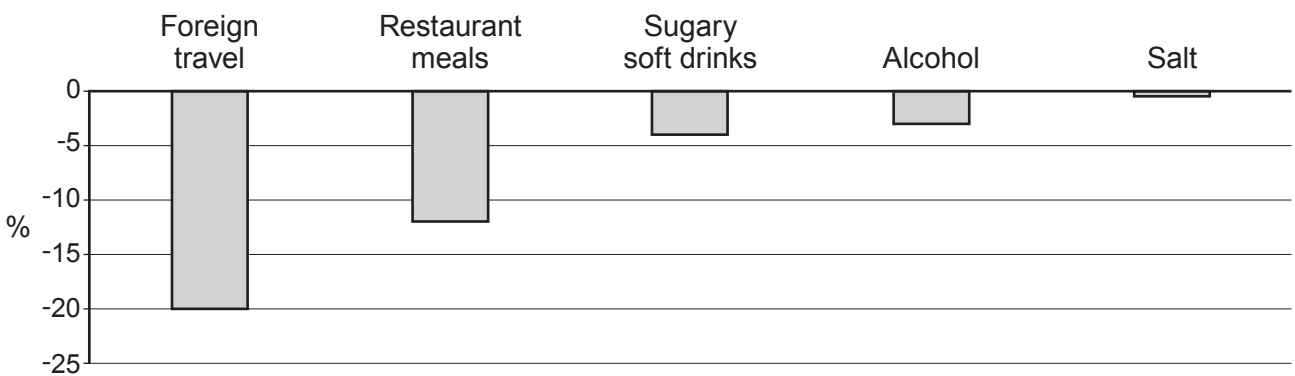 Foreign
travel
Restaurant
meals
Sugary
soft drinks
Alcohol
Salt
0
-5
-10
%
-15
-20
-25